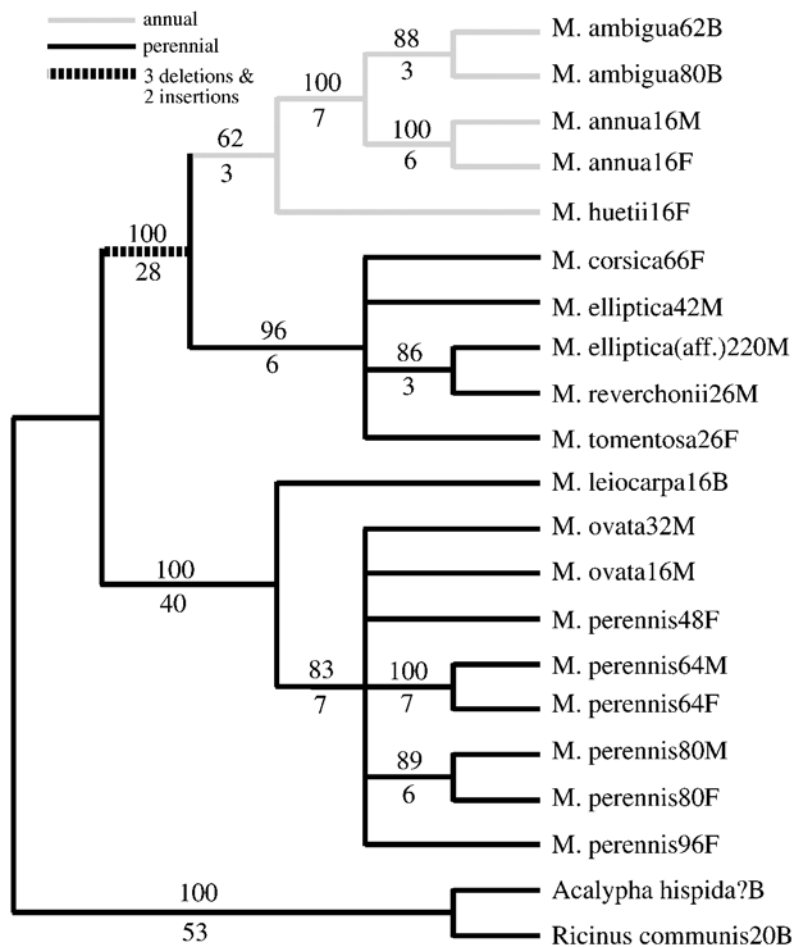 annual
perennial
3 deletions &
2 insertions
88
3
M. ambigua62B
M. ambigua80B
100
7
100
6
M. annua16M
M. annua16F
62
3
M. huetii16F
100
28
M. corsica66F
M. elliptica42M
96
6
86
3
M. elliptica(aff.)220M
M. reverchonii26M
M. tomentosa26F
M. leiocarpa16B
M. ovata32M
100
40
M. ovata16M
M. perennis48F
83
7
100
7
M. perennis64M
M. perennis64F
89
6
M. perennis80M
M. perennis80F
M. perennis96F
100
53
Acalypha hispida?B
Ricinus communis20B